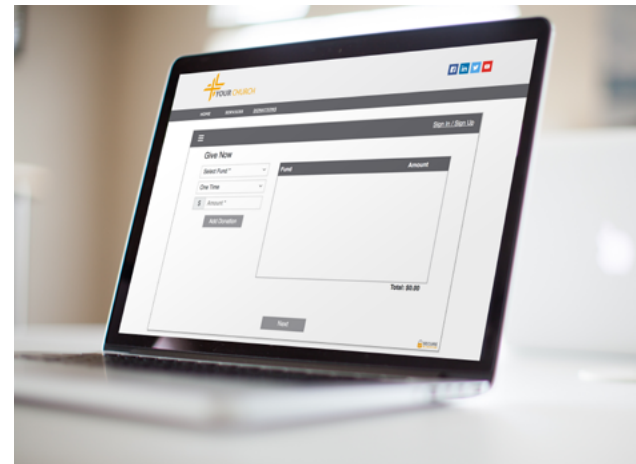 YOUR CHURCH
HOME SERVICES DONATIONS
Sign In / Sign Up
Give Now
Select Fund *
One Time
$ Amount *
Add Donation
Fund Amount
Total: $0.00
Next
SECURE